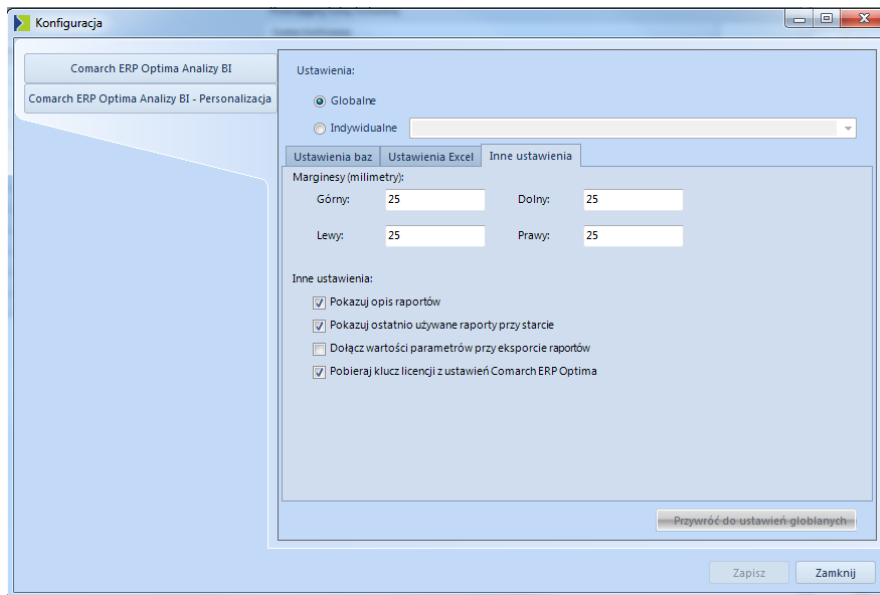 Konfiguracja
Comarch ERP Optima Analizy BI
Comarch ERP Optima Analizy BI - Personalizacja
Ustawienia:
Globalne
Indywidualne
Ustawienia baz Ustawienia Excel Inne ustawienia
Marginesy (milimetry):
Górny: 25 Dolny: 25
Lewy: 25 Prawy: 25
Inne ustawienia:
Pokazuj opis raportów
Pokazuj ostatnio używane raporty przy starcie
Dołącz wartości parametrów przy eksporcie raportów
Pobieraj klucz licencji z ustawień Comarch ERP Optima
Przywróć do ustawień globlanych
Zapisz Zamknij